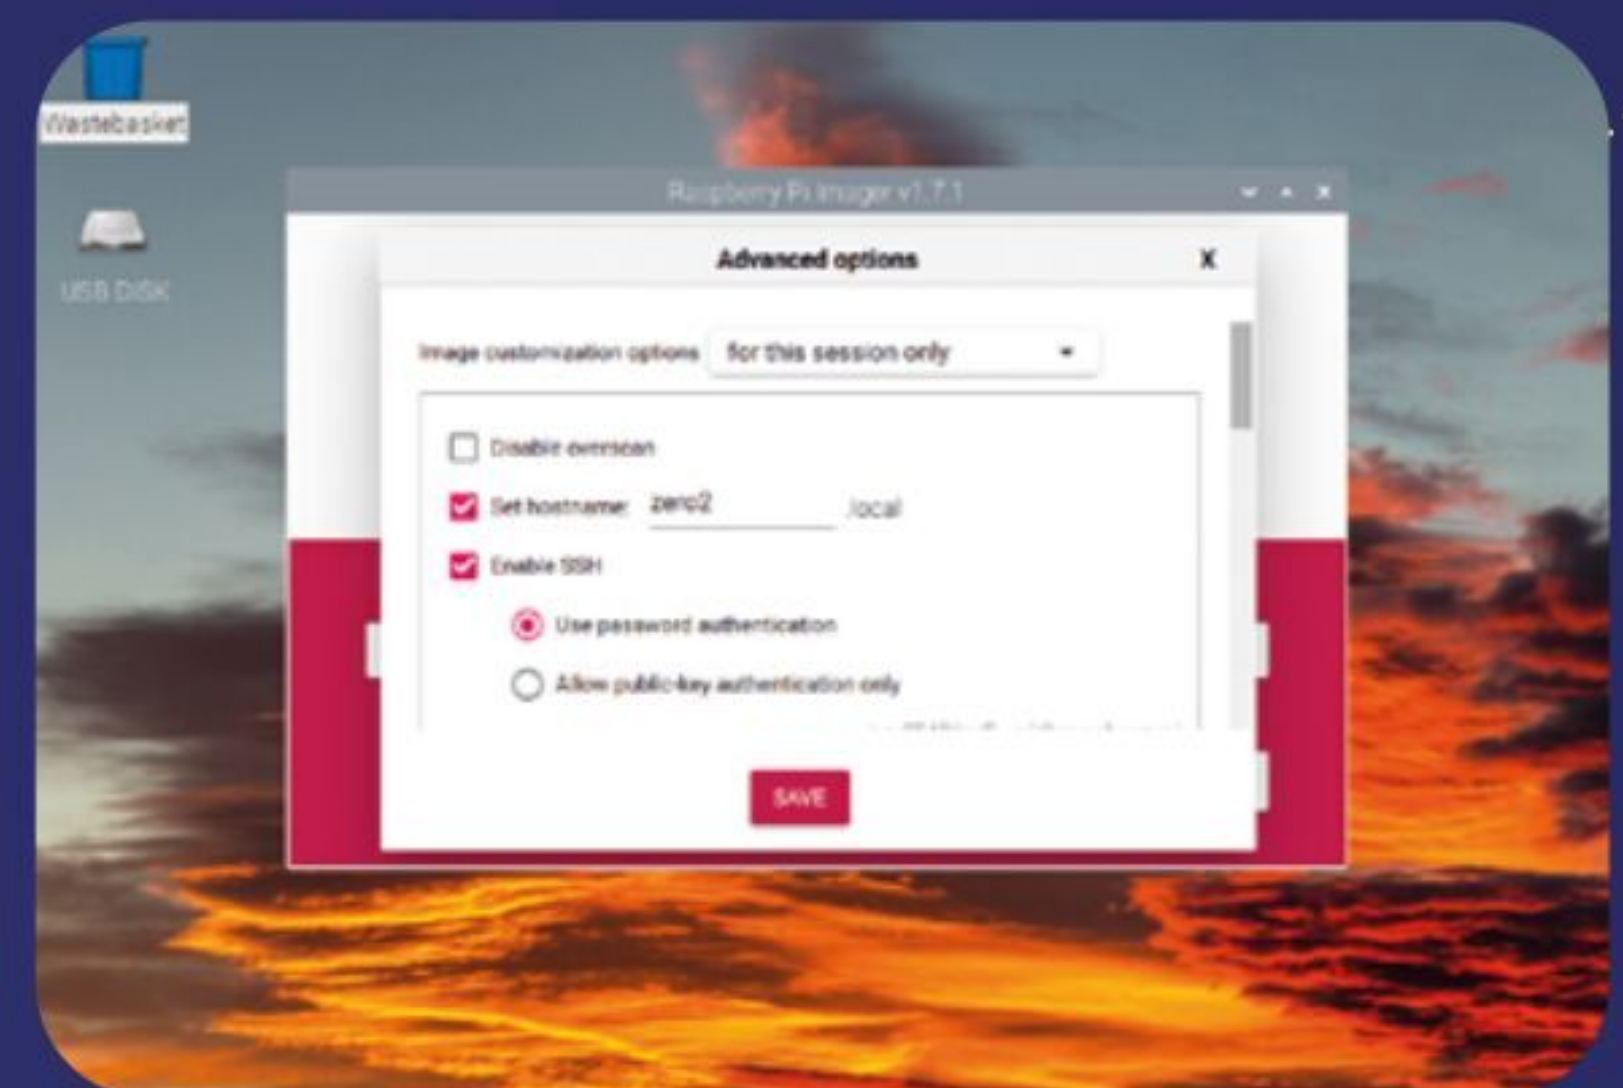 Wastebasket
USB DISK
Raspberry Pi Imager v1.7.1
Advanced options X
Image customization options for this session only
Disable overscan
Set hostname: zero2 .local
Enable SSH
Use password authentication
Allow public-key authentication only
SAVE